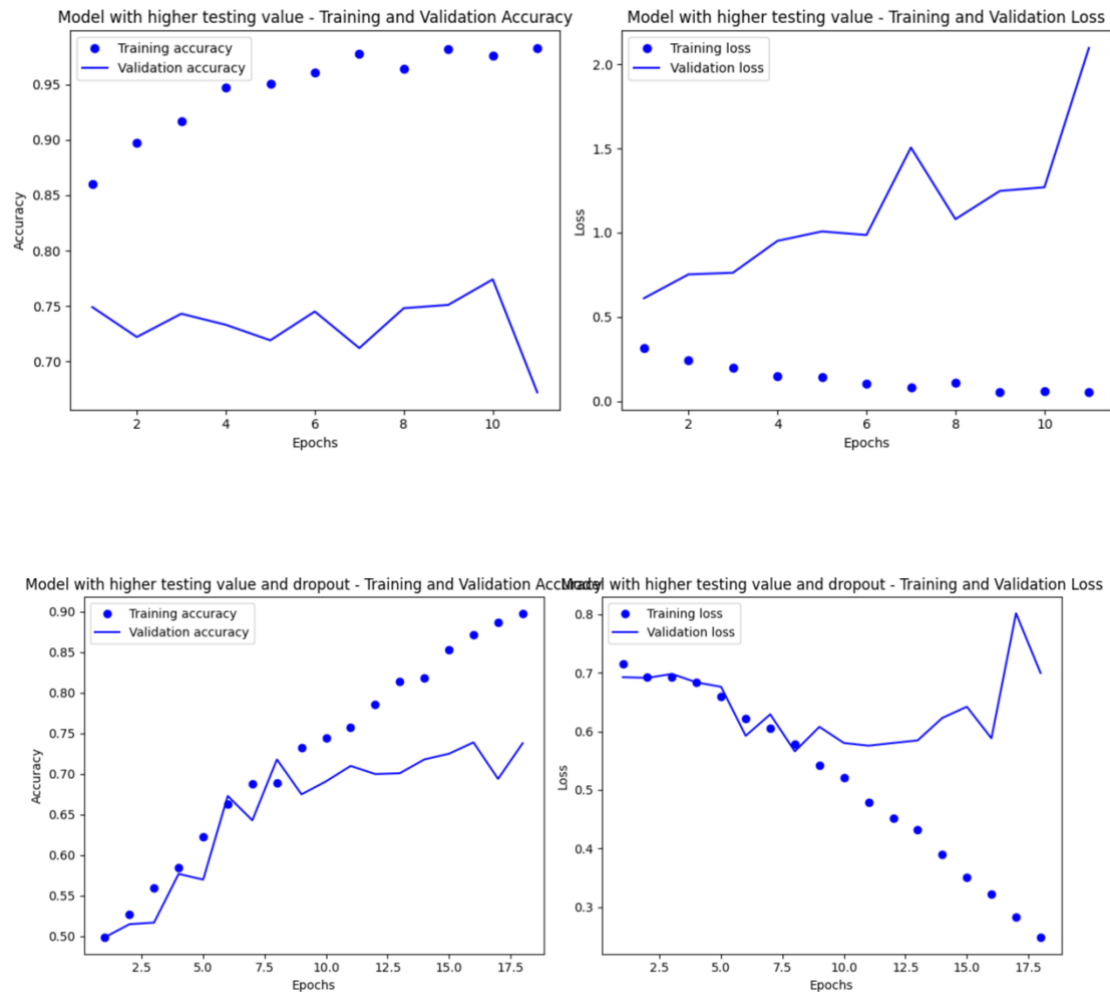 Model with higher testing value - Training and Validation Accuracy
Training accuracy
Validation accuracy
0.95
0.90
0.85
0.80
0.75
0.70
Accuracy
2
4
6
8
10
Epochs
Model with higher testing value - Training and Validation Loss
Training loss
Validation loss
2.0
1.5
1.0
0.5
0.0
Loss
2
4
6
8
10
Epochs
Model with higher testing value and dropout - Training and Validation Accuracy
Training accuracy
Validation accuracy
0.90
0.85
0.80
0.75
0.70
0.65
0.60
0.55
0.50
Accuracy
2.5
5.0
7.5
10.0
12.5
15.0
17.5
Epochs
Model with higher testing value and dropout - Training and Validation Loss
Training loss
Validation loss
0.8
0.7
0.6
0.5
0.4
0.3
Loss
2.5
5.0
7.5
10.0
12.5
15.0
17.5
Epochs